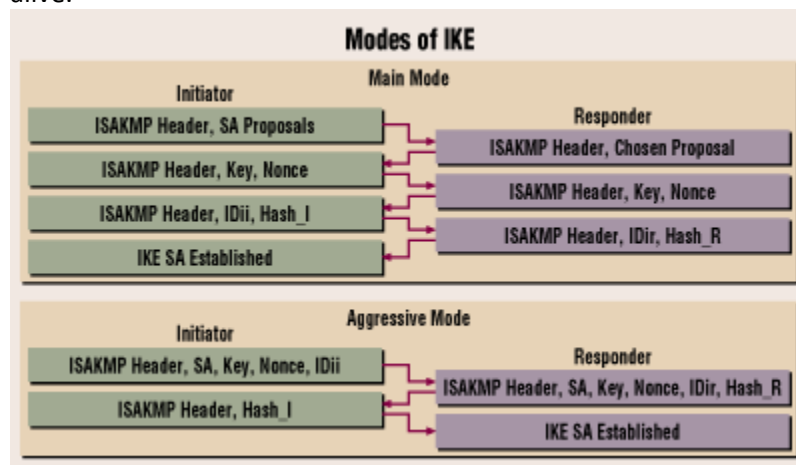 Modes of IKE
Main Mode
Initiator
Responder
ISAKMP Header, SA Proposals
ISAKMP Header, Chosen Proposal
ISAKMP Header, Key, Nonce
ISAKMP Header, Key, Nonce
ISAKMP Header, IDii, Hash_I
ISAKMP Header, IDir, Hash_R
IKE SA Established
Aggressive Mode
Initiator
Responder
ISAKMP Header, SA, Key, Nonce, IDii
ISAKMP Header, SA, Key, Nonce, IDir, Hash_R
ISAKMP Header, Hash_I
IKE SA Established